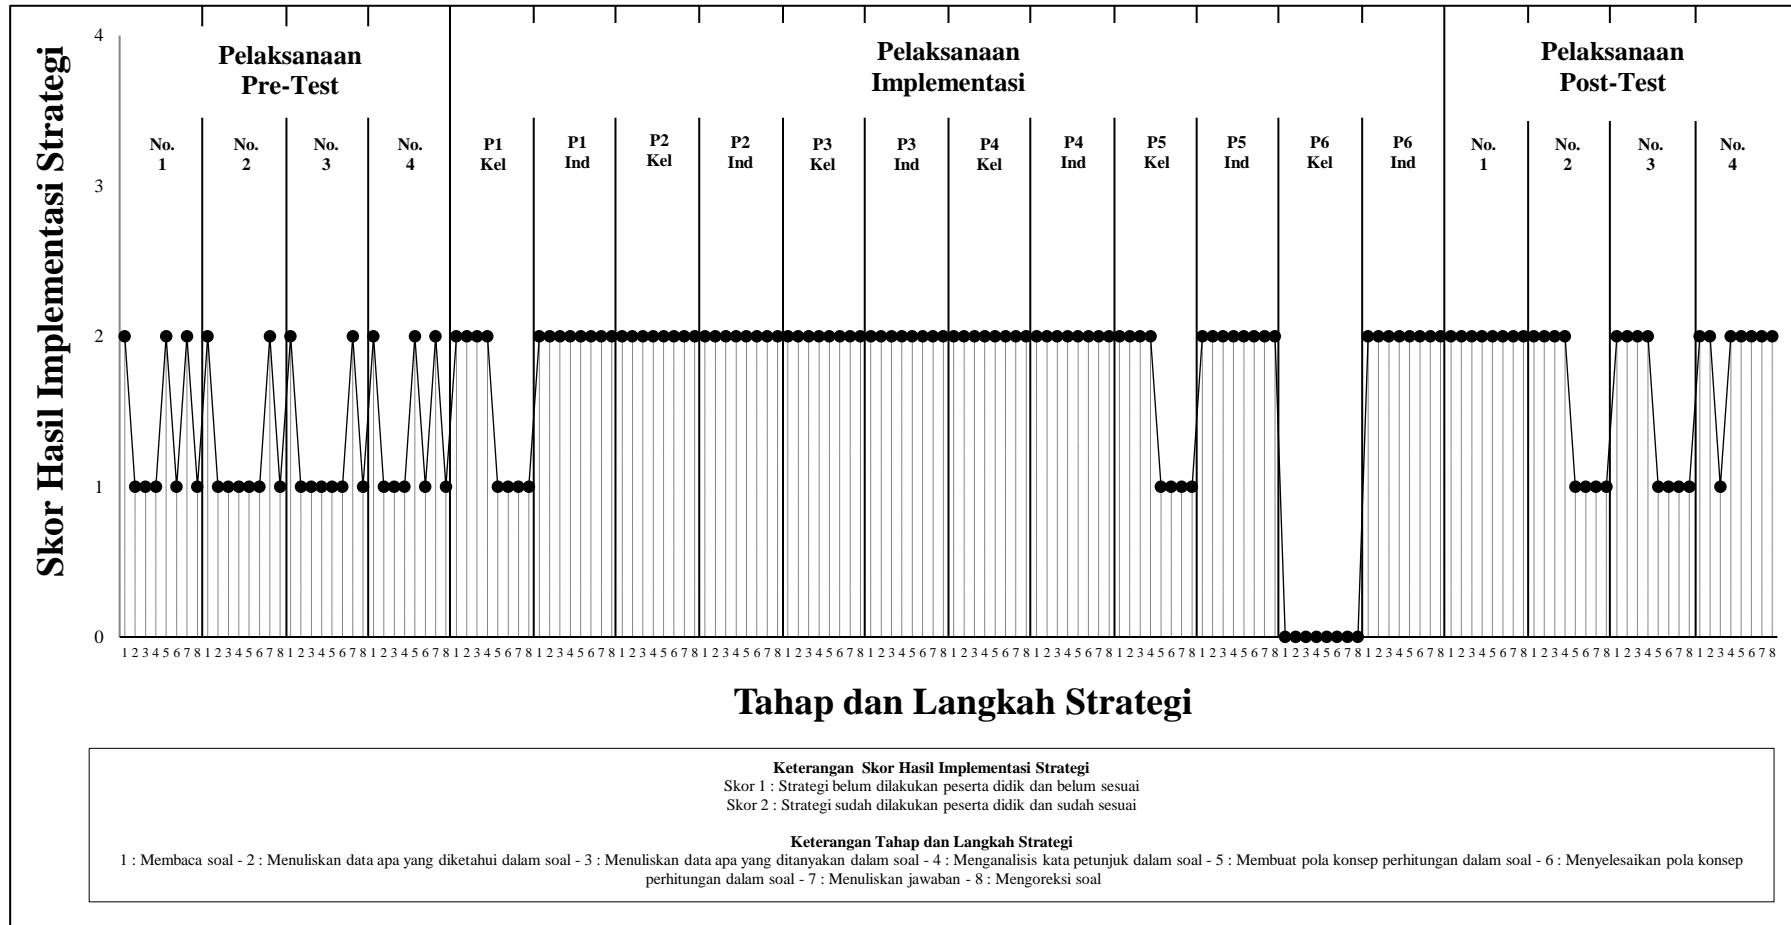 Skor Hasil Implementasi Strategi
4
3
2
1
0
Pelaksanaan
Pre-Test
Pelaksanaan
Implementasi
Pelaksanaan
Post-Test
No.
1
No.
2
No.
3
No.
4
P1
Kel
P1
Ind
P2
Kel
P2
Ind
P3
Kel
P3
Ind
P4
Kel
P4
Ind
P5
Kel
P5
Ind
P6
Kel
P6
Ind
No.
1
No.
2
No.
3
No.
4
1 2 3 4 5 6 7 8 1 2 3 4 5 6 7 8 1 2 3 4 5 6 7 8 1 2 3 4 5 6 7 8 1 2 3 4 5 6 7 8 1 2 3 4 5 6 7 8 1 2 3 4 5 6 7 8 1 2 3 4 5 6 7 8 1 2 3 4 5 6 7 8 1 2 3 4 5 6 7 8 1 2 3 4 5 6 7 8 1 2 3 4 5 6 7 8 1 2 3 4 5 6 7 8 1 2 3 4 5 6 7 8 1 2 3 4 5 6 7 8 1 2 3 4 5 6 7 8 1 2 3 4 5 6 7 8 1 2 3 4 5 6 7 8 1 2 3 4 5 6 7 8 1 2 3 4 5 6 7 8
Tahap dan Langkah Strategi
Keterangan Skor Hasil Implementasi Strategi
Skor 1 : Strategi belum dilakukan peserta didik dan belum sesuai
Skor 2 : Strategi sudah dilakukan peserta didik dan sudah sesuai
Keterangan Tahap dan Langkah Strategi
1 : Membaca soal - 2 : Menuliskan data apa yang diketahui dalam soal - 3 : Menuliskan data apa yang ditanyakan dalam soal - 4 : Menganalisis kata petunjuk dalam soal - 5 : Membuat pola konsep perhitungan dalam soal - 6 : Menyelesaikan pola konsep
perhitungan dalam soal - 7 : Menuliskan jawaban - 8 : Mengoreksi soal